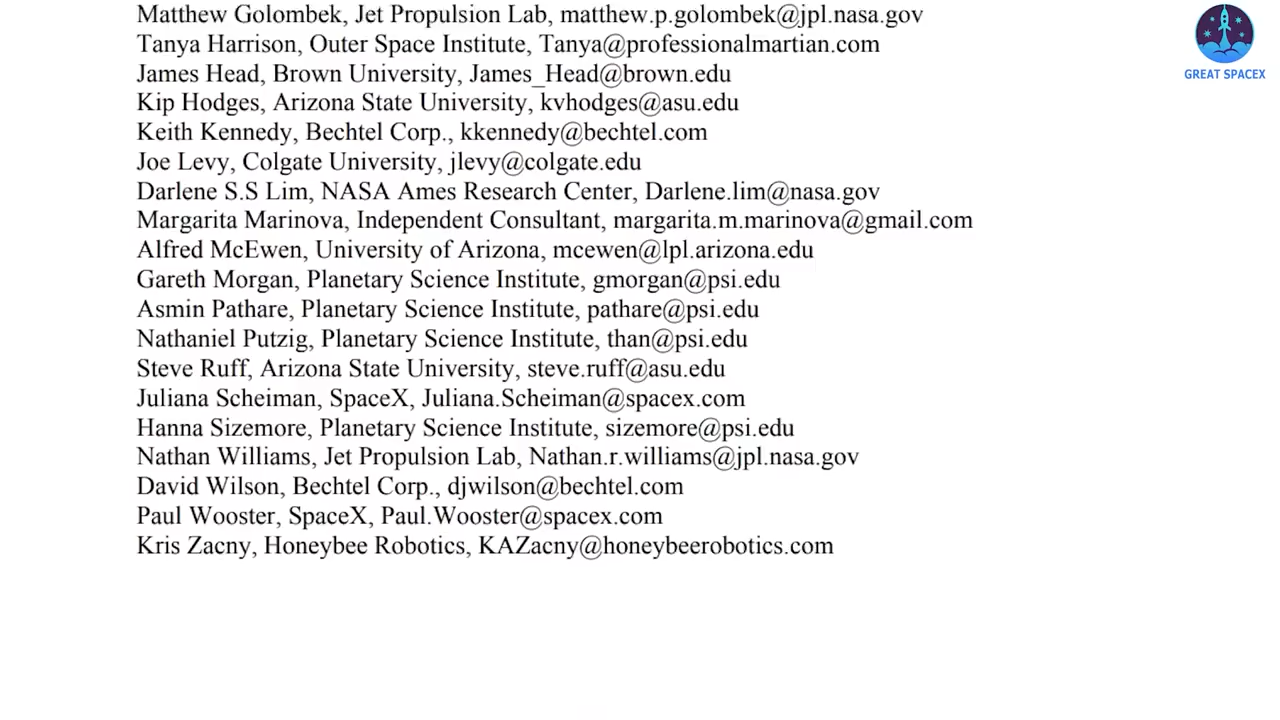 Matthew Golombek, Jet Propulsion Lab, matthew.p.golombek@jpl.nasa.gov
Tanya Harrison, Outer Space Institute, Tanya@professionalmartian.com
James Head, Brown University, James_Head@brown.edu
Kip Hodges, Arizona State University, kvhodges@asu.edu
Keith Kennedy, Bechtel Corp., kkennedy@bechtel.com
Joe Levy, Colgate University, jlevy@colgate.edu
Darlene S.S Lim, NASA Ames Research Center, Darlene.lim@nasa.gov
Margarita Marinova, Independent Consultant, margarita.m.marinova@gmail.com
Alfred McEwen, University of Arizona, mcewen@lpl.arizona.edu
Gareth Morgan, Planetary Science Institute, gmorgan@psi.edu
Asmin Pathare, Planetary Science Institute, pathare@psi.edu
Nathaniel Putzig, Planetary Science Institute, than@psi.edu
Steve Ruff, Arizona State University, steve.ruff@asu.edu
Juliana Scheiman, SpaceX, Juliana.Scheiman@spacex.com
Hanna Sizemore, Planetary Science Institute, sizemore@psi.edu
Nathan Williams, Jet Propulsion Lab, Nathan.r.williams@jpl.nasa.gov
David Wilson, Bechtel Corp., djwilson@bechtel.com
Paul Wooster, SpaceX, Paul.Wooster@spacex.com
Kris Zacny, Honeybee Robotics, KAZacny@honeybeerobotics.com
GREAT SPACEX